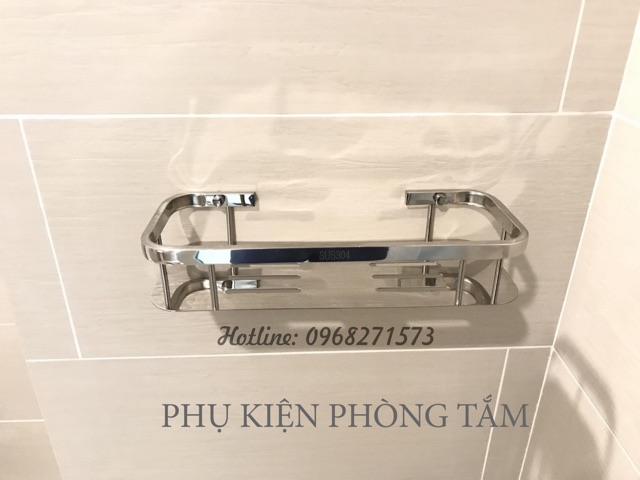 SUS304
Hotline: 0968271573
PHỤ KIỆN PHÒNG TẮM